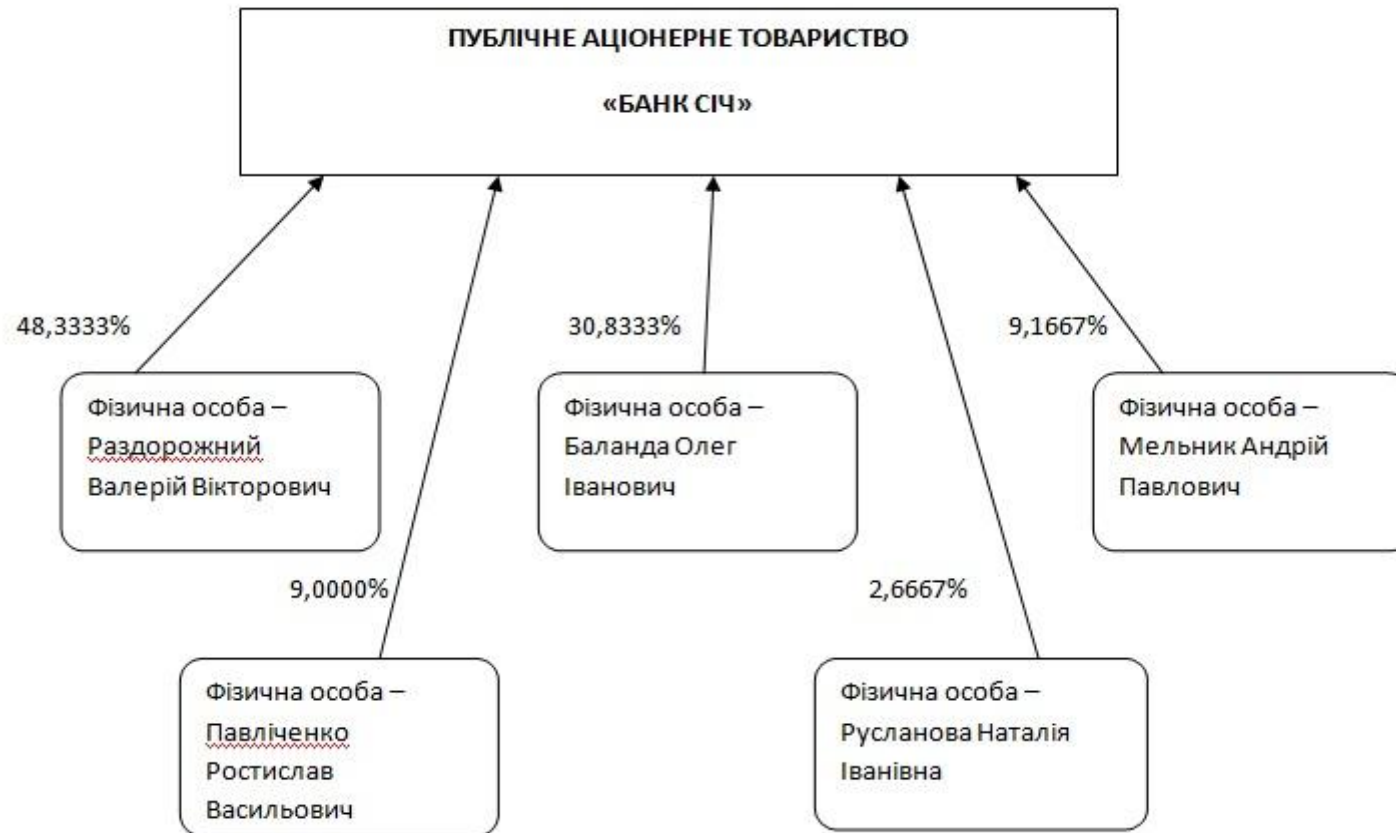 ПУБЛІЧНЕ АЦІОНЕРНЕ ТОВАРИСТВО
«БАНК СІЧ»
48,3333%
30,8333%
9,1667%
Фізична особа –
Раздорожний
Валерій Вікторович
Фізична особа –
Баланда Олег
Іванович
Фізична особа –
Мельник Андрій
Павлович
9,0000%
2,6667%
Фізична особа –
Павліченко
Ростислав
Васильович
Фізична особа –
Русланова Наталія
Іванівна